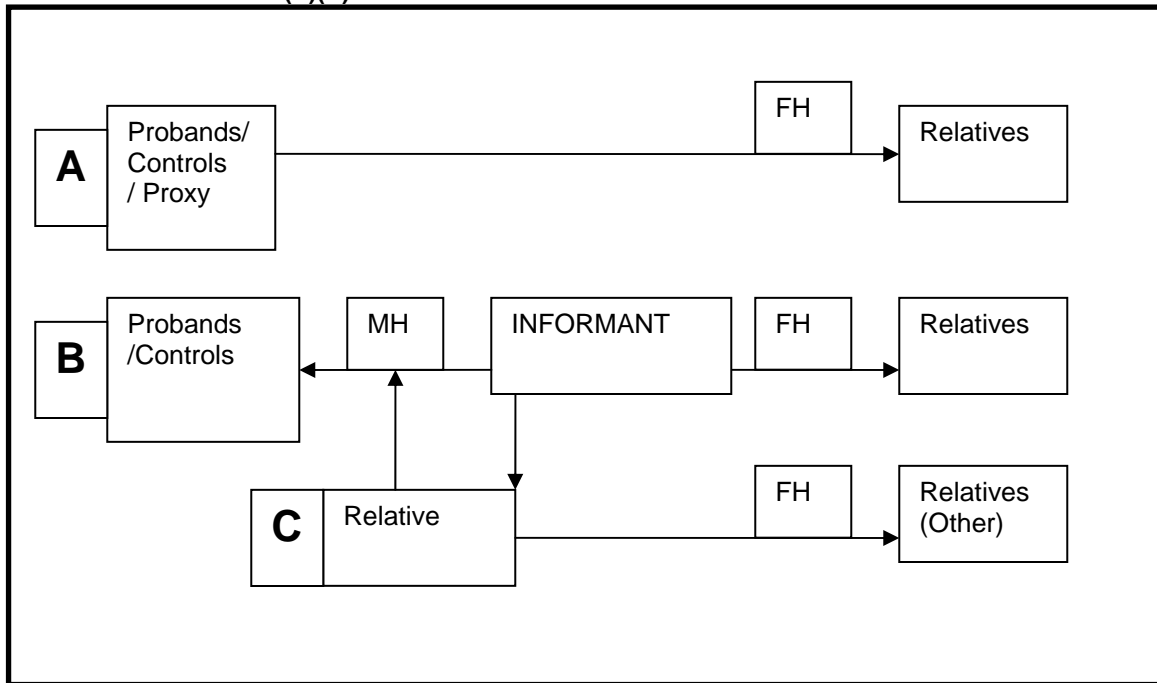 FH
Relatives
A
Probands/
Controls
/ Proxy
B
Probands
/Controls
MH
INFORMANT
FH
Relatives
C
Relative
FH
Relatives
(Other)